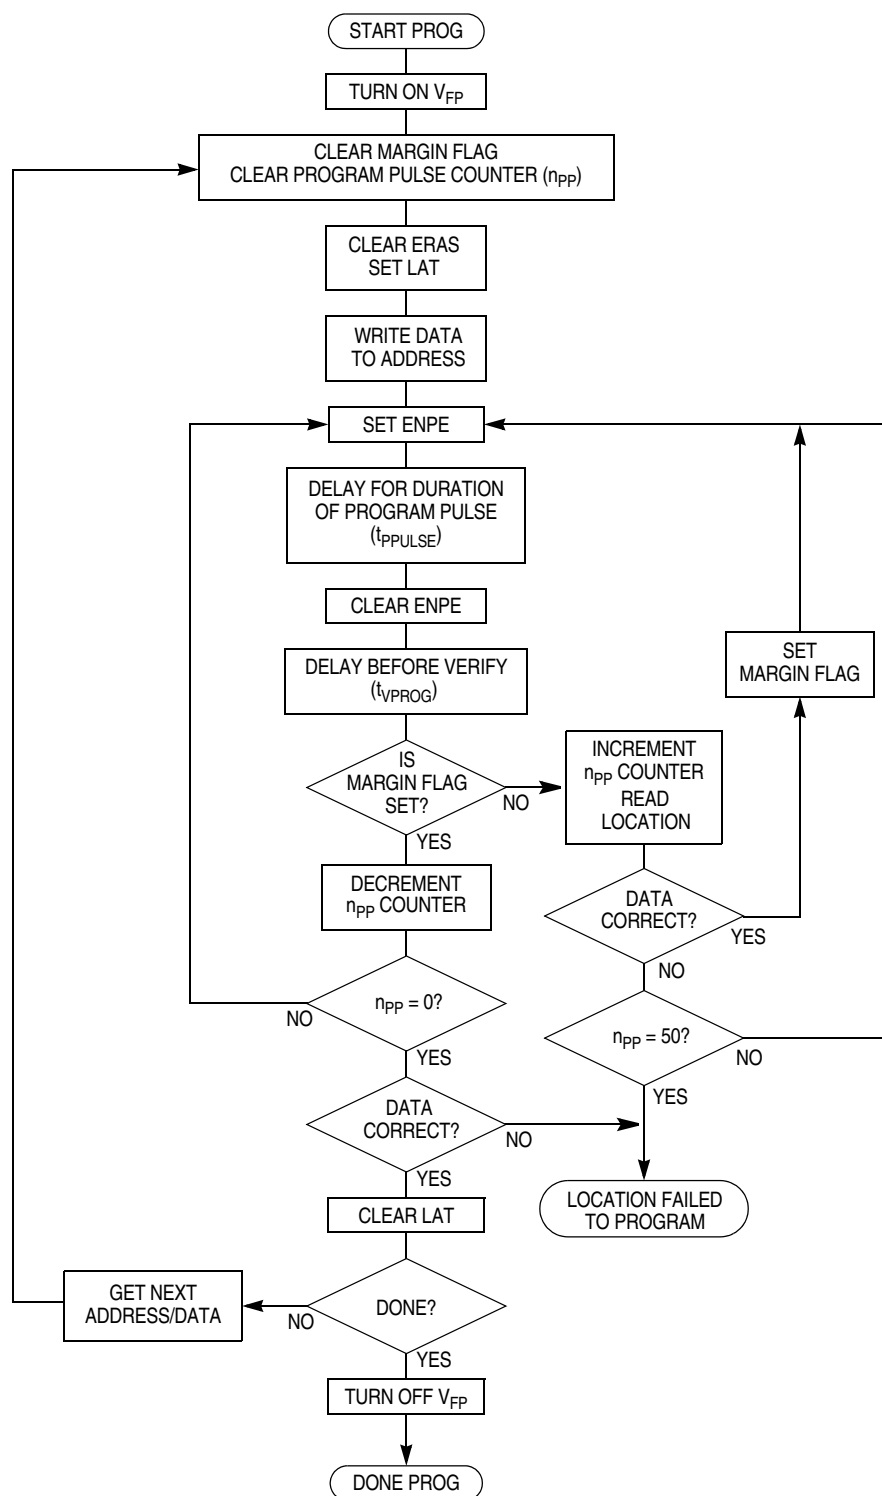 START PROG
TURN ON VFP
CLEAR MARGIN FLAG
CLEAR PROGRAM PULSE COUNTER (nPP)
CLEAR ERAS
SET LAT
WRITE DATA
TO ADDRESS
SET ENPE
DELAY FOR DURATION
OF PROGRAM PULSE
(tPPULSE)
CLEAR ENPE
DELAY BEFORE VERIFY
(tVPROG)
IS
MARGIN FLAG
SET?
NO
YES
INCREMENT
nPP COUNTER
READ
LOCATION
SET
MARGIN FLAG
DECREMENT
nPP COUNTER
DATA
CORRECT?
YES
NO
nPP = 0?
NO
YES
nPP = 50?
NO
YES
DATA
CORRECT?
NO
YES
LOCATION FAILED
TO PROGRAM
CLEAR LAT
DONE?
NO
YES
GET NEXT
ADDRESS/DATA
TURN OFF VFP
DONE PROG